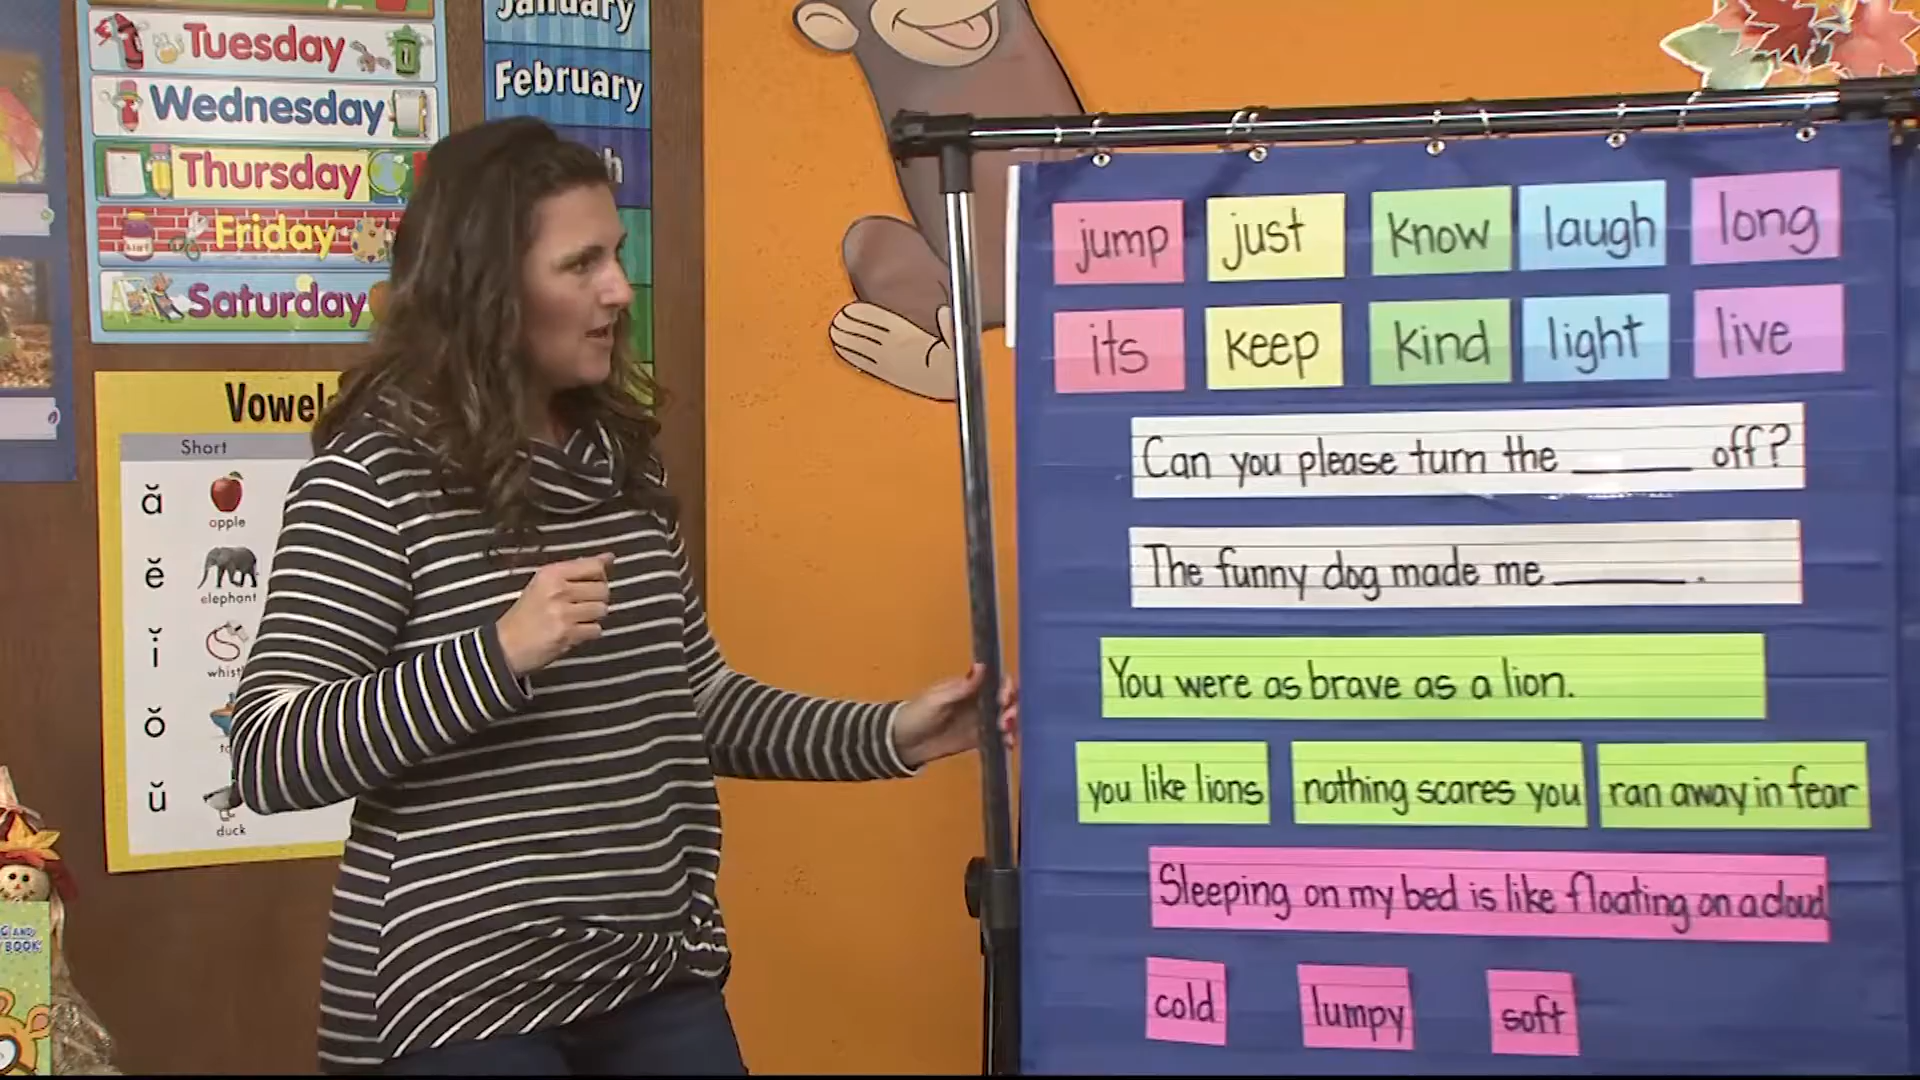 Tuesday
Wednesday
Thursday
Friday
Saturday
January
February
Vowels
Short
ă
apple
ĕ
elephant
ĭ
ŏ
ŭ
duck
jump just know laugh long
its keep kind light live
Can you please turn the ______ off?
The funny dog made me ______.
You were as brave as a lion.
you like lions
nothing scares you
ran away in fear
Sleeping on my bed is like floating on a cloud
cold
lumpy
soft